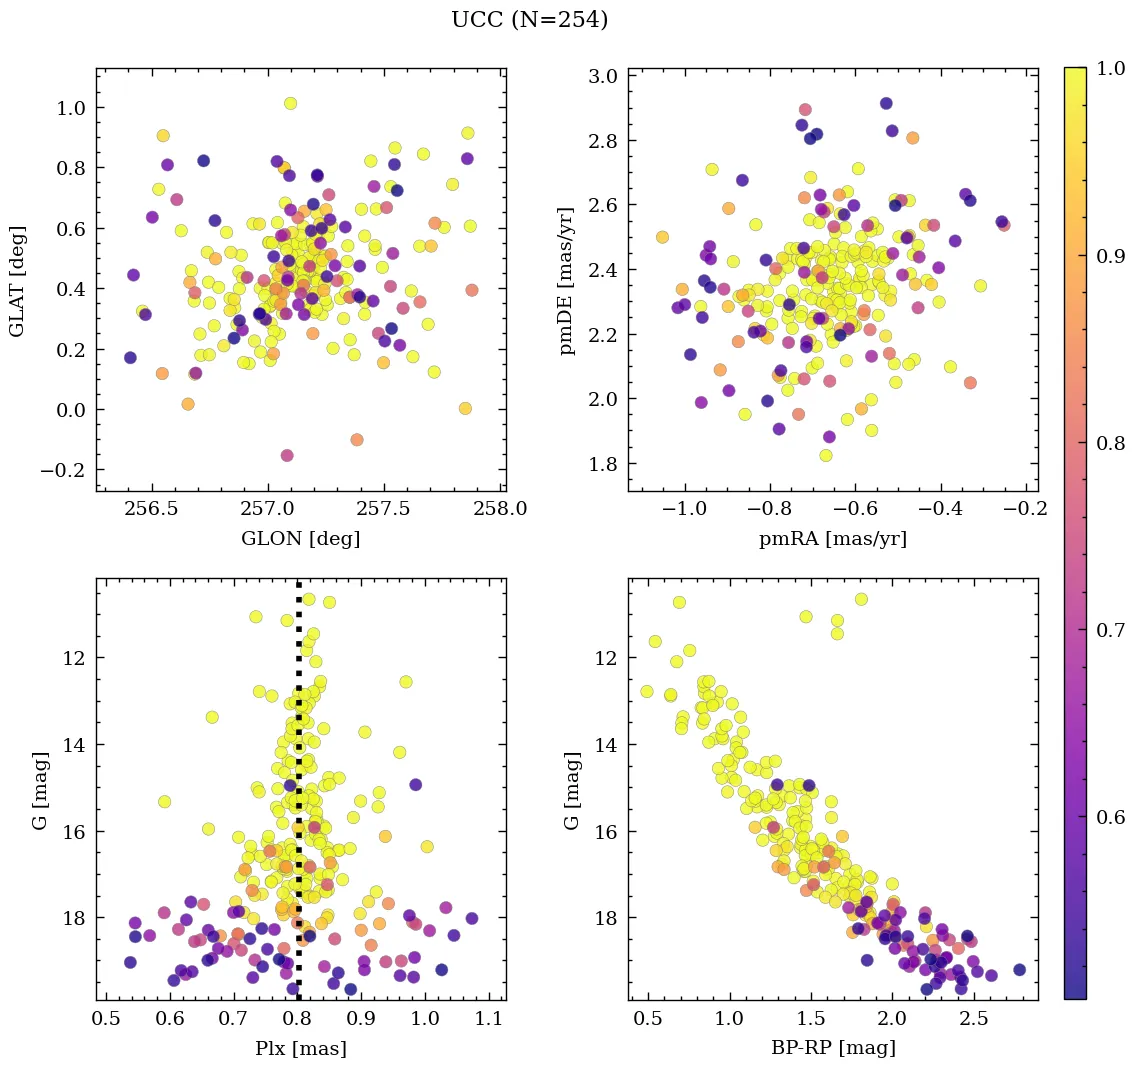 UCC (N=254)
1.0
0.8
0.6
0.4
0.2
0.0
−0.2
GLAT [deg]
256.5 257.0 257.5 258.0
GLON [deg]
3.0
2.8
2.6
2.4
2.2
2.0
1.8
pmDE [mas/yr]
−1.0 −0.8 −0.6 −0.4 −0.2
pmRA [mas/yr]
12
14
16
18
G [mag]
0.5 0.6 0.7 0.8 0.9 1.0 1.1
Plx [mas]
12
14
16
18
G [mag]
0.5 1.0 1.5 2.0 2.5
BP-RP [mag]
1.0
0.9
0.8
0.7
0.6